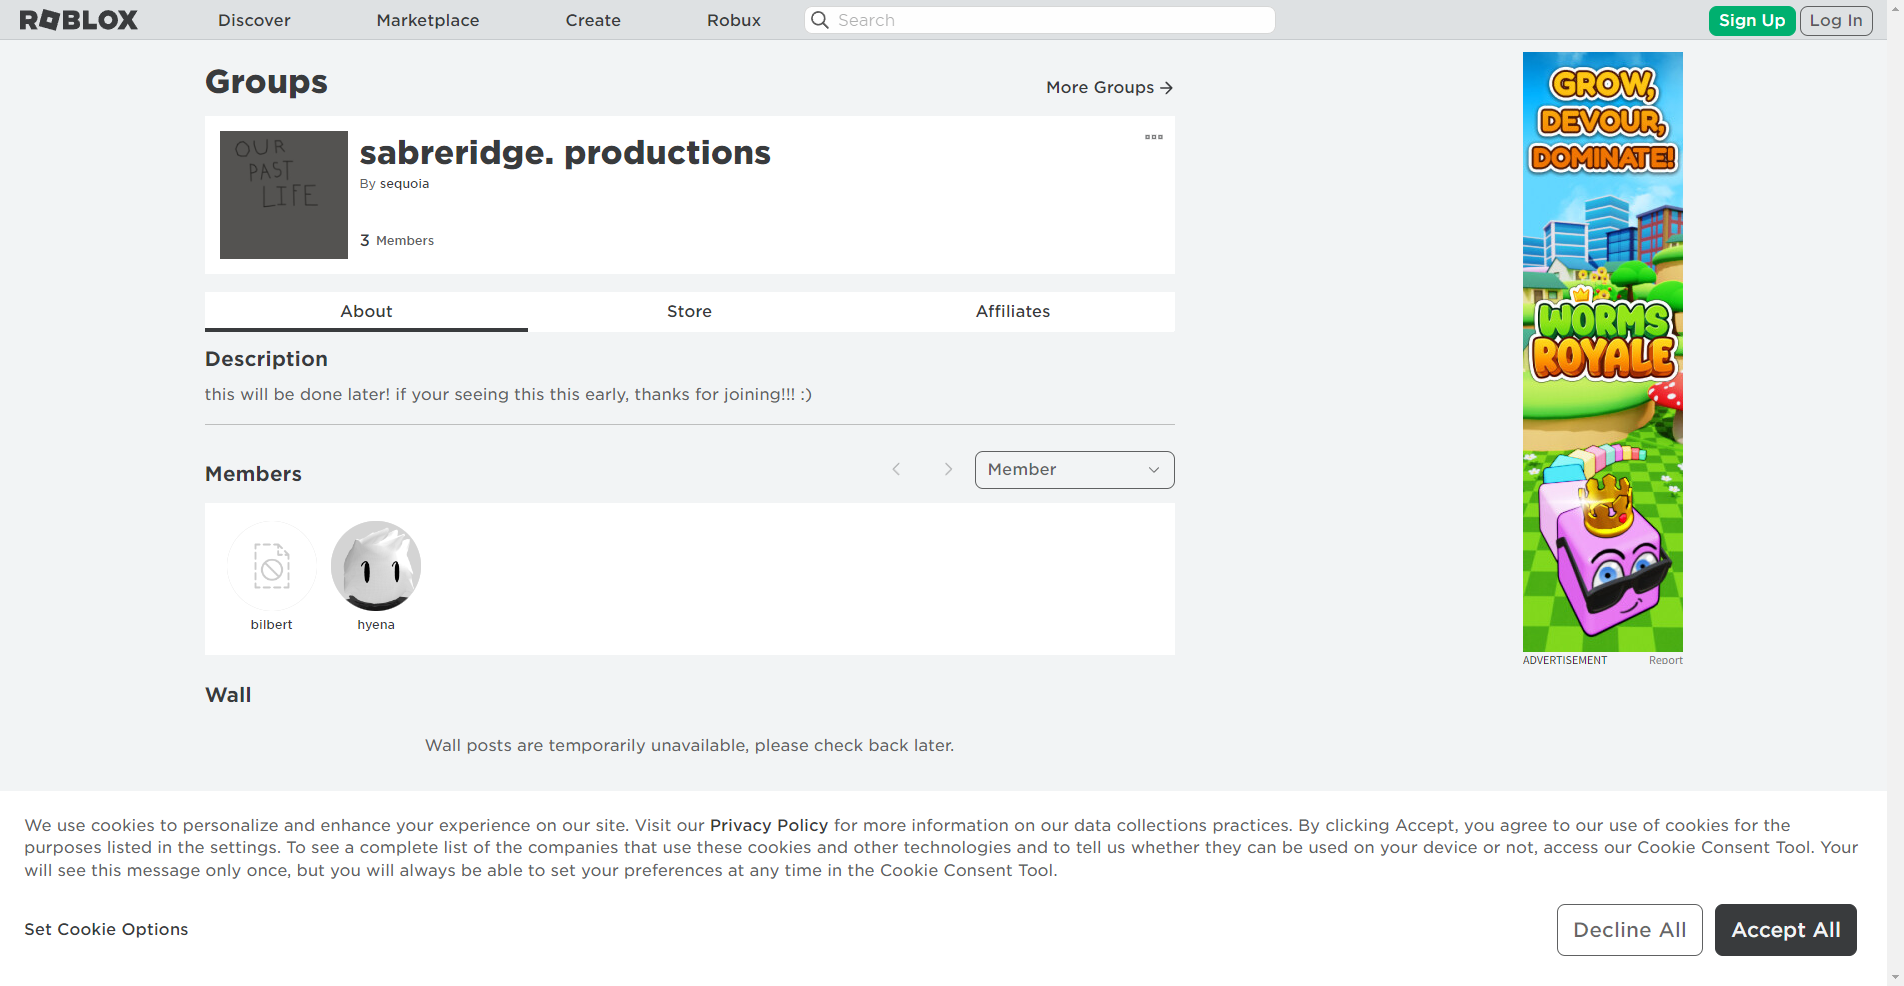 ROBLOX
Discover
Marketplace
Create
Robux
Search
Sign Up
Log In
Groups
More Groups
OUR
PAST
LIFE
sabreridge. productions
By sequoia
3 Members
About
Store
Affiliates
Description
this will be done later! if your seeing this this early, thanks for joining!!! :)
Members
Member
bilbert
hyena
Wall
Wall posts are temporarily unavailable, please check back later.
GROW,
DEVOUR,
DOMINATE!
WORMS
ROYALE
ADVERTISEMENT
Report
We use cookies to personalize and enhance your experience on our site. Visit our Privacy Policy for more information on our data collections practices. By clicking Accept, you agree to our use of cookies for the
purposes listed in the settings. To see a complete list of the companies that use these cookies and other technologies and to tell us whether they can be used on your device or not, access our Cookie Consent Tool. Your
will see this message only once, but you will always be able to set your preferences at any time in the Cookie Consent Tool.
Set Cookie Options
Decline All
Accept All